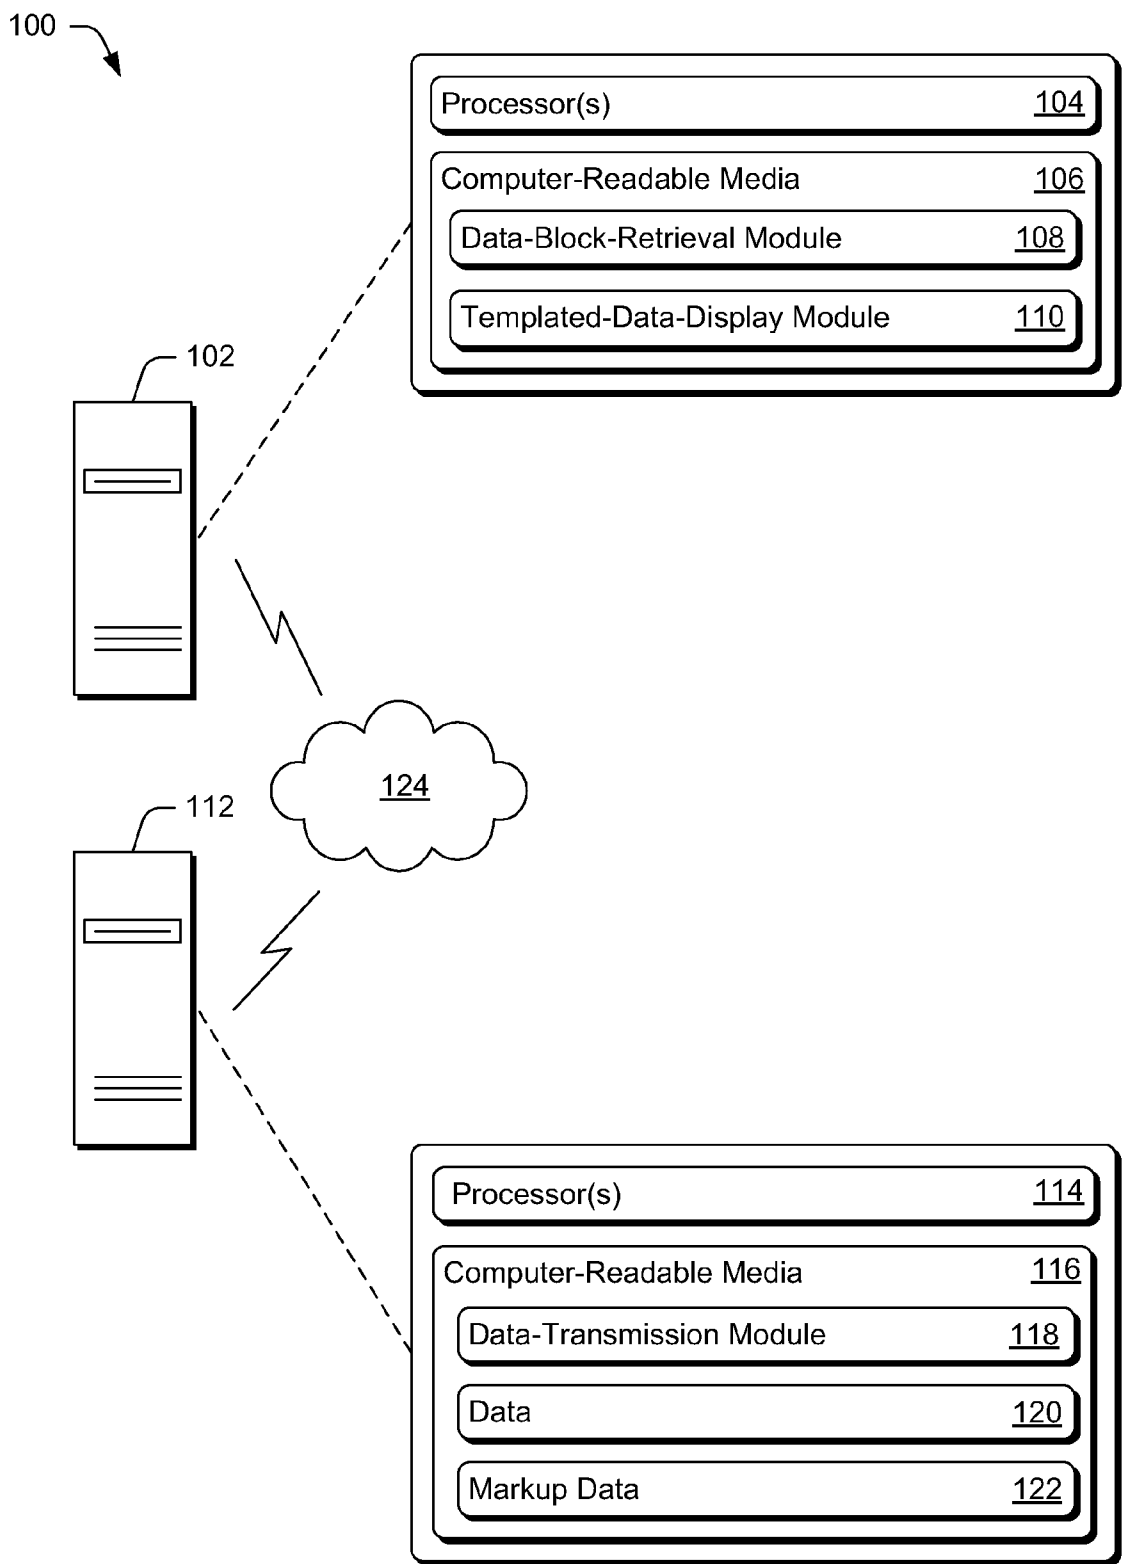 100
Processor(s) 104
Computer-Readable Media 106
Data-Block-Retrieval Module 108
Templated-Data-Display Module 110
102
124
112
Processor(s) 114
Computer-Readable Media 116
Data-Transmission Module 118
Data 120
Markup Data 122